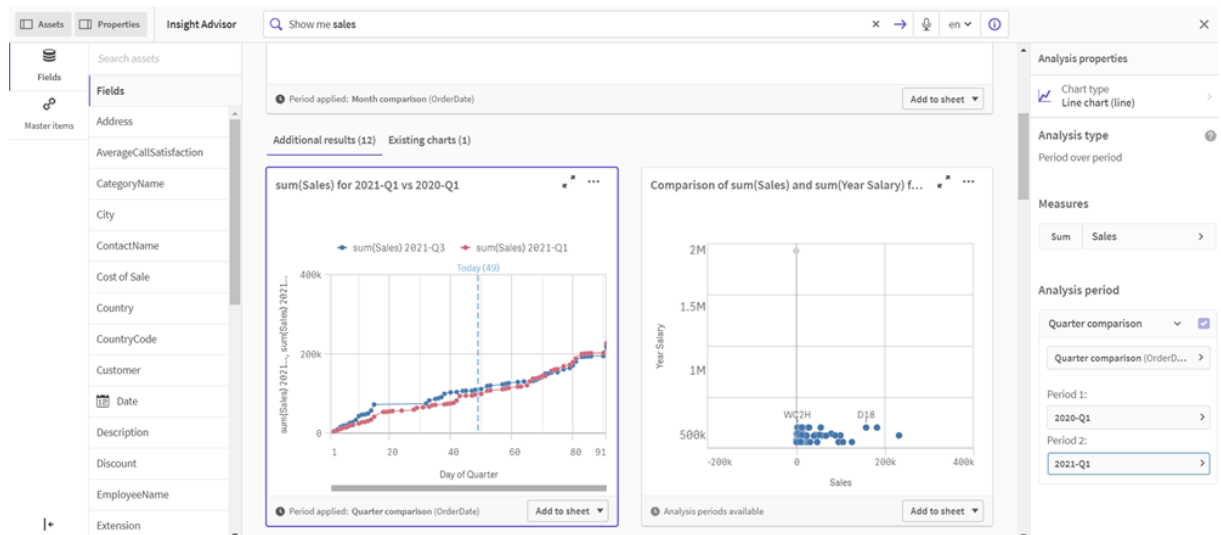 Assets Properties Insight Advisor Show me sales en
Fields
Master items
Search assets
Fields
Address
AverageCallSatisfaction
CategoryName
City
ContactName
Cost of Sale
Country
CountryCode
Customer
Date
Description
Discount
EmployeeName
Extension
Period applied: Month comparison (OrderDate) Add to sheet
Additional results (12) Existing charts (1)
sum(Sales) for 2021-Q1 vs 2020-Q1
sum(Sales) 2021-Q3 sum(Sales) 2021-Q1
Today (49)
sum(Sales) 2021..., sum(Sales) 2021...
400k
200k
0
1 20 40 60 80 91
Day of Quarter
Period applied: Quarter comparison (OrderDate) Add to sheet
Comparison of sum(Sales) and sum(Year Salary) f...
Year Salary
2M
1.5M
1M
500k
WC2H D18
-200k 0 200k 400k
Sales
Analysis periods available Add to sheet
Analysis properties
Chart type
Line chart (line)
Analysis type
Period over period
Measures
Sum Sales
Analysis period
Quarter comparison
Quarter comparison (OrderD...
Period 1:
2020-Q1
Period 2:
2021-Q1